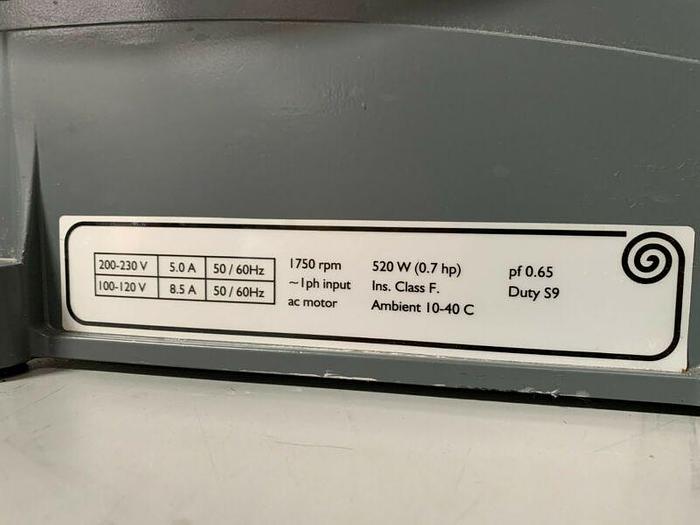 200-230 V 5.0 A 50 / 60Hz
100-120 V 8.5 A 50 / 60Hz
1750 rpm
~1ph input
ac motor
520 W (0.7 hp)
Ins. Class F.
Ambient 10-40 C
pf 0.65
Duty S9